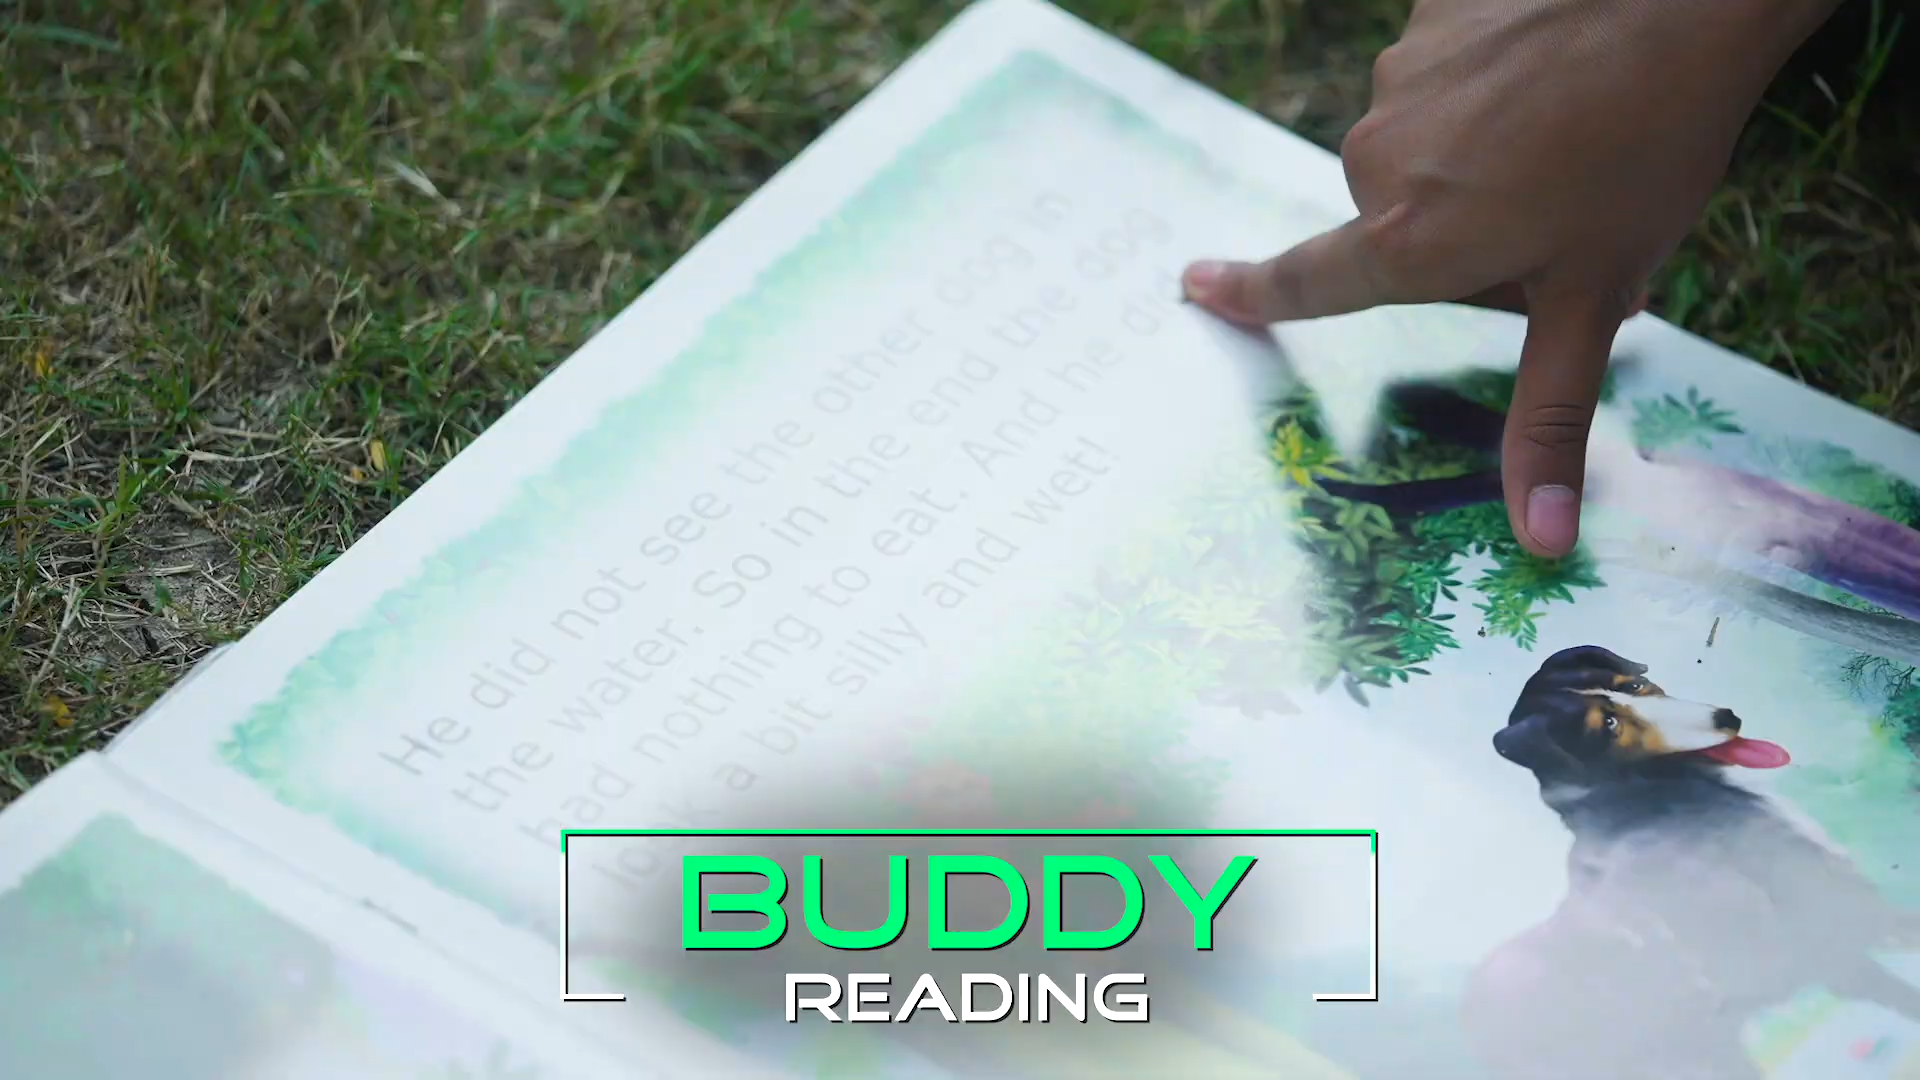 He did not see the other dog in
the water. So in the end the dog
had nothing to eat. And he did
look a bit silly and wet!
BUDDY
READING